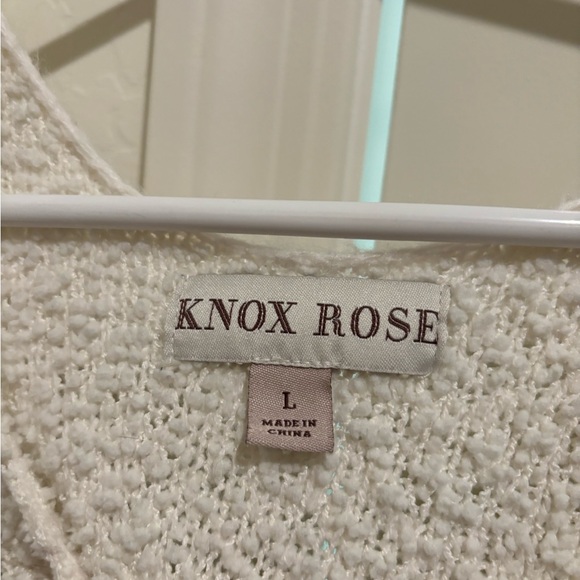 KNOX ROSE
L
MADE IN
CHINA